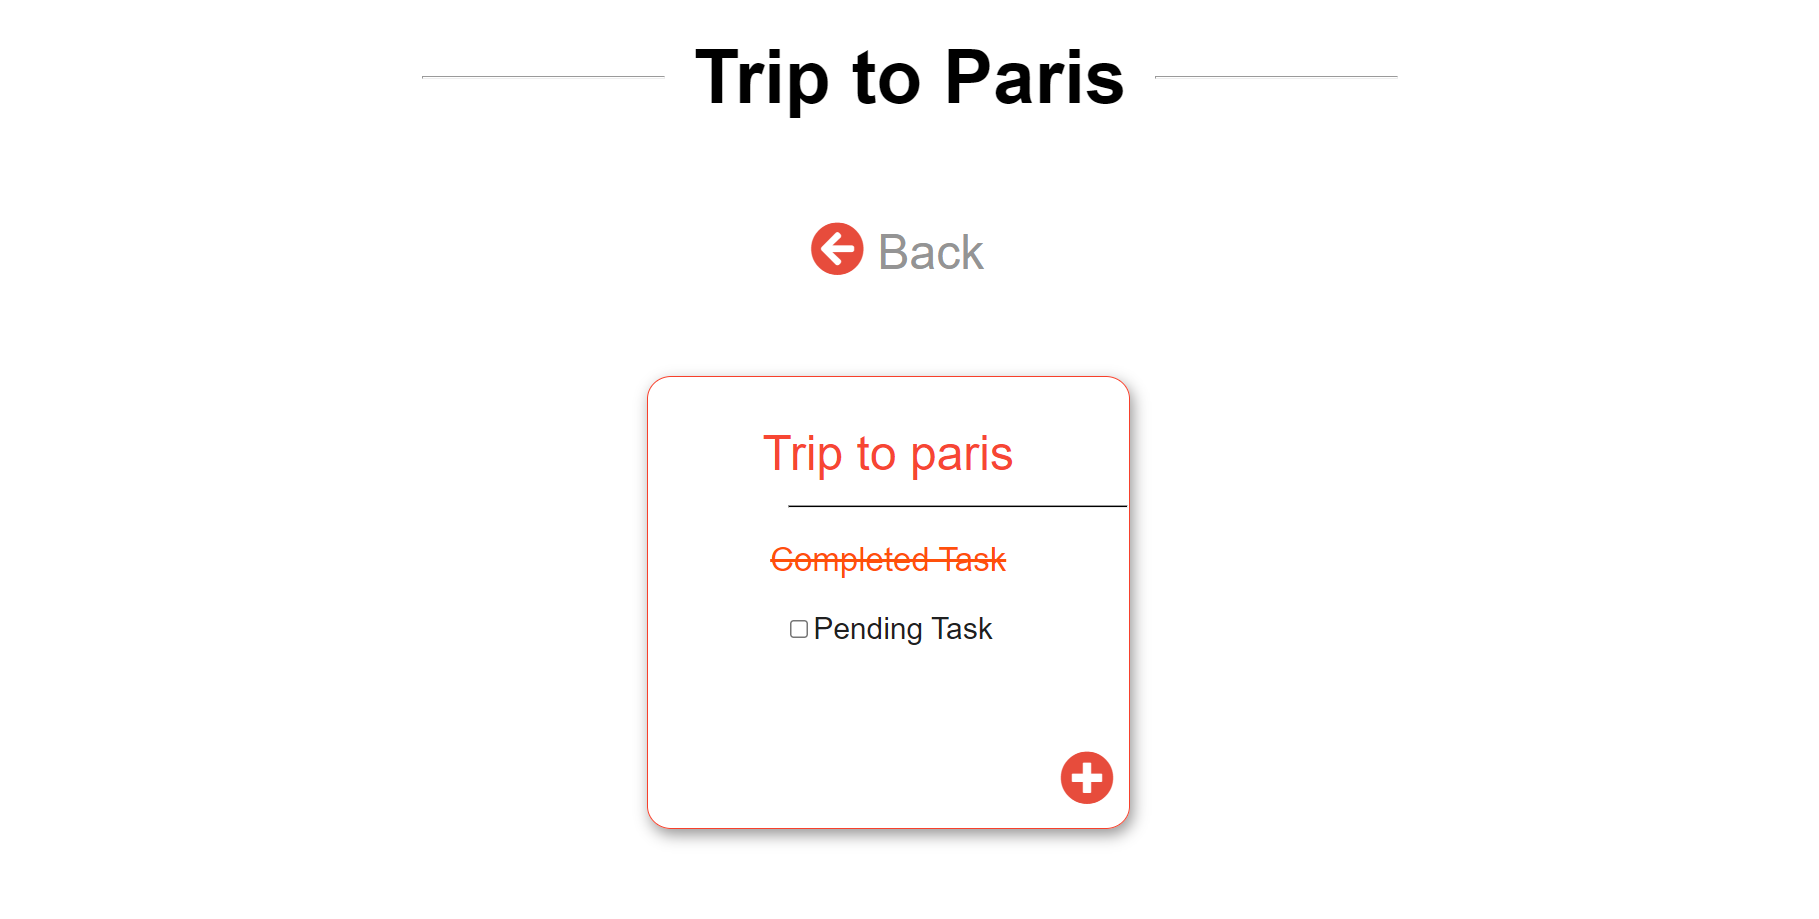 Trip to Paris
Back
Trip to paris
Completed Task
Pending Task